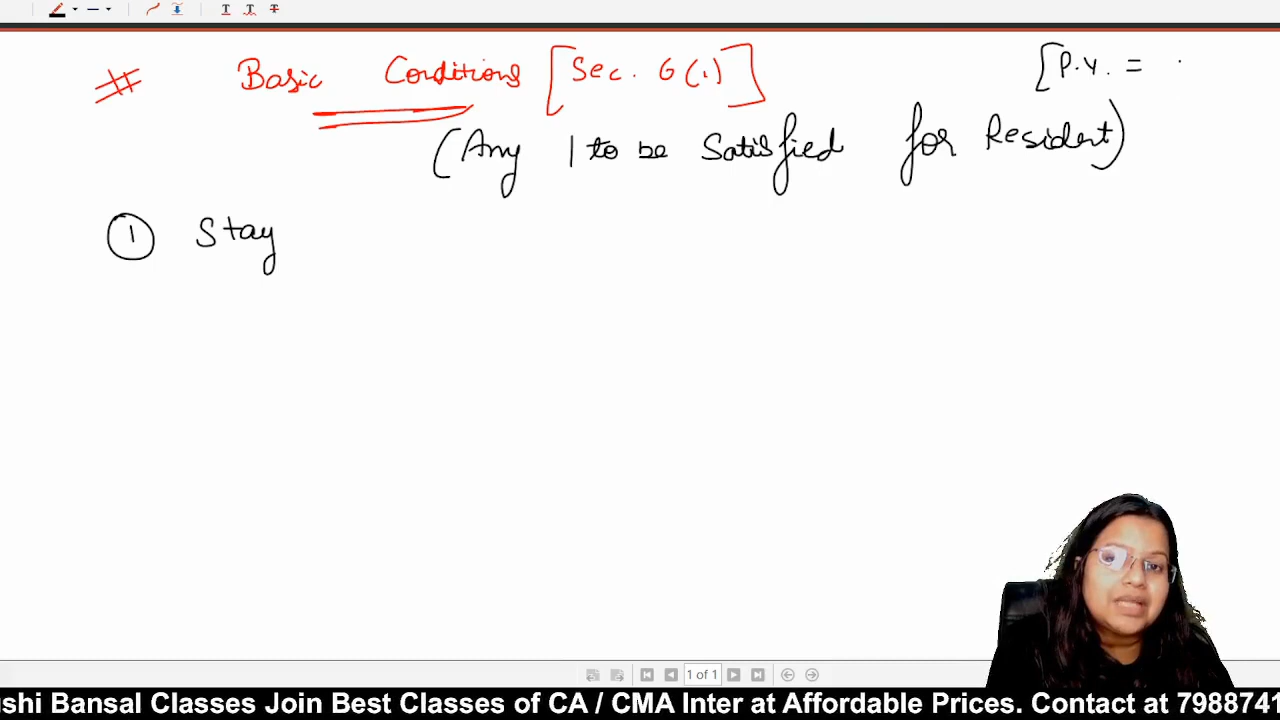 # Basic Conditions [Sec. 6(1)] [P.Y. =
(Any 1 to be Satisfied for Resident)
① Stay
1 of 1
ushi Bansal Classes Join Best Classes of CA / CMA Inter at Affordable Prices. Contact at 7988741